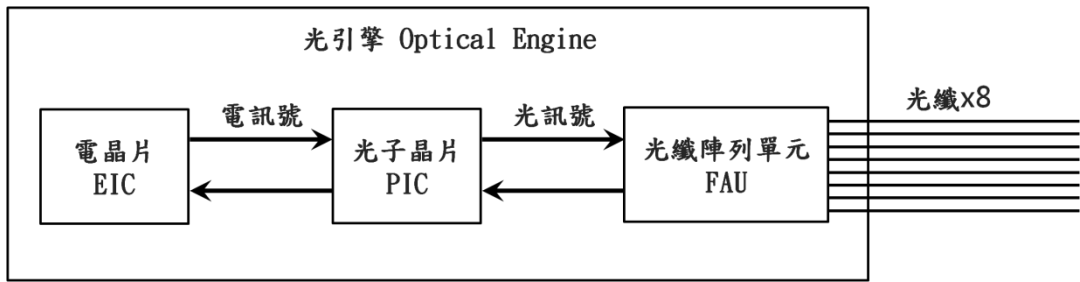 光引擎 Optical Engine
電晶片
EIC
電訊號
光子晶片
PIC
光訊號
光纖陣列單元
FAU
光纖x8